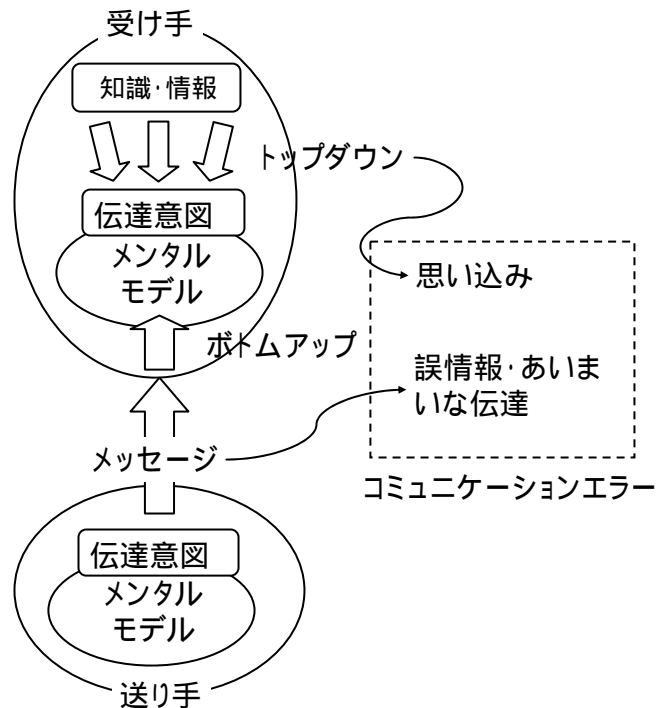 受け手
知識・情報
トップダウン
伝達意図
メンタル
モデル
ボトムアップ
思い込み
誤情報・あいま
いな伝達
コミュニケーションエラー
メッセージ
伝達意図
メンタル
モデル
送り手